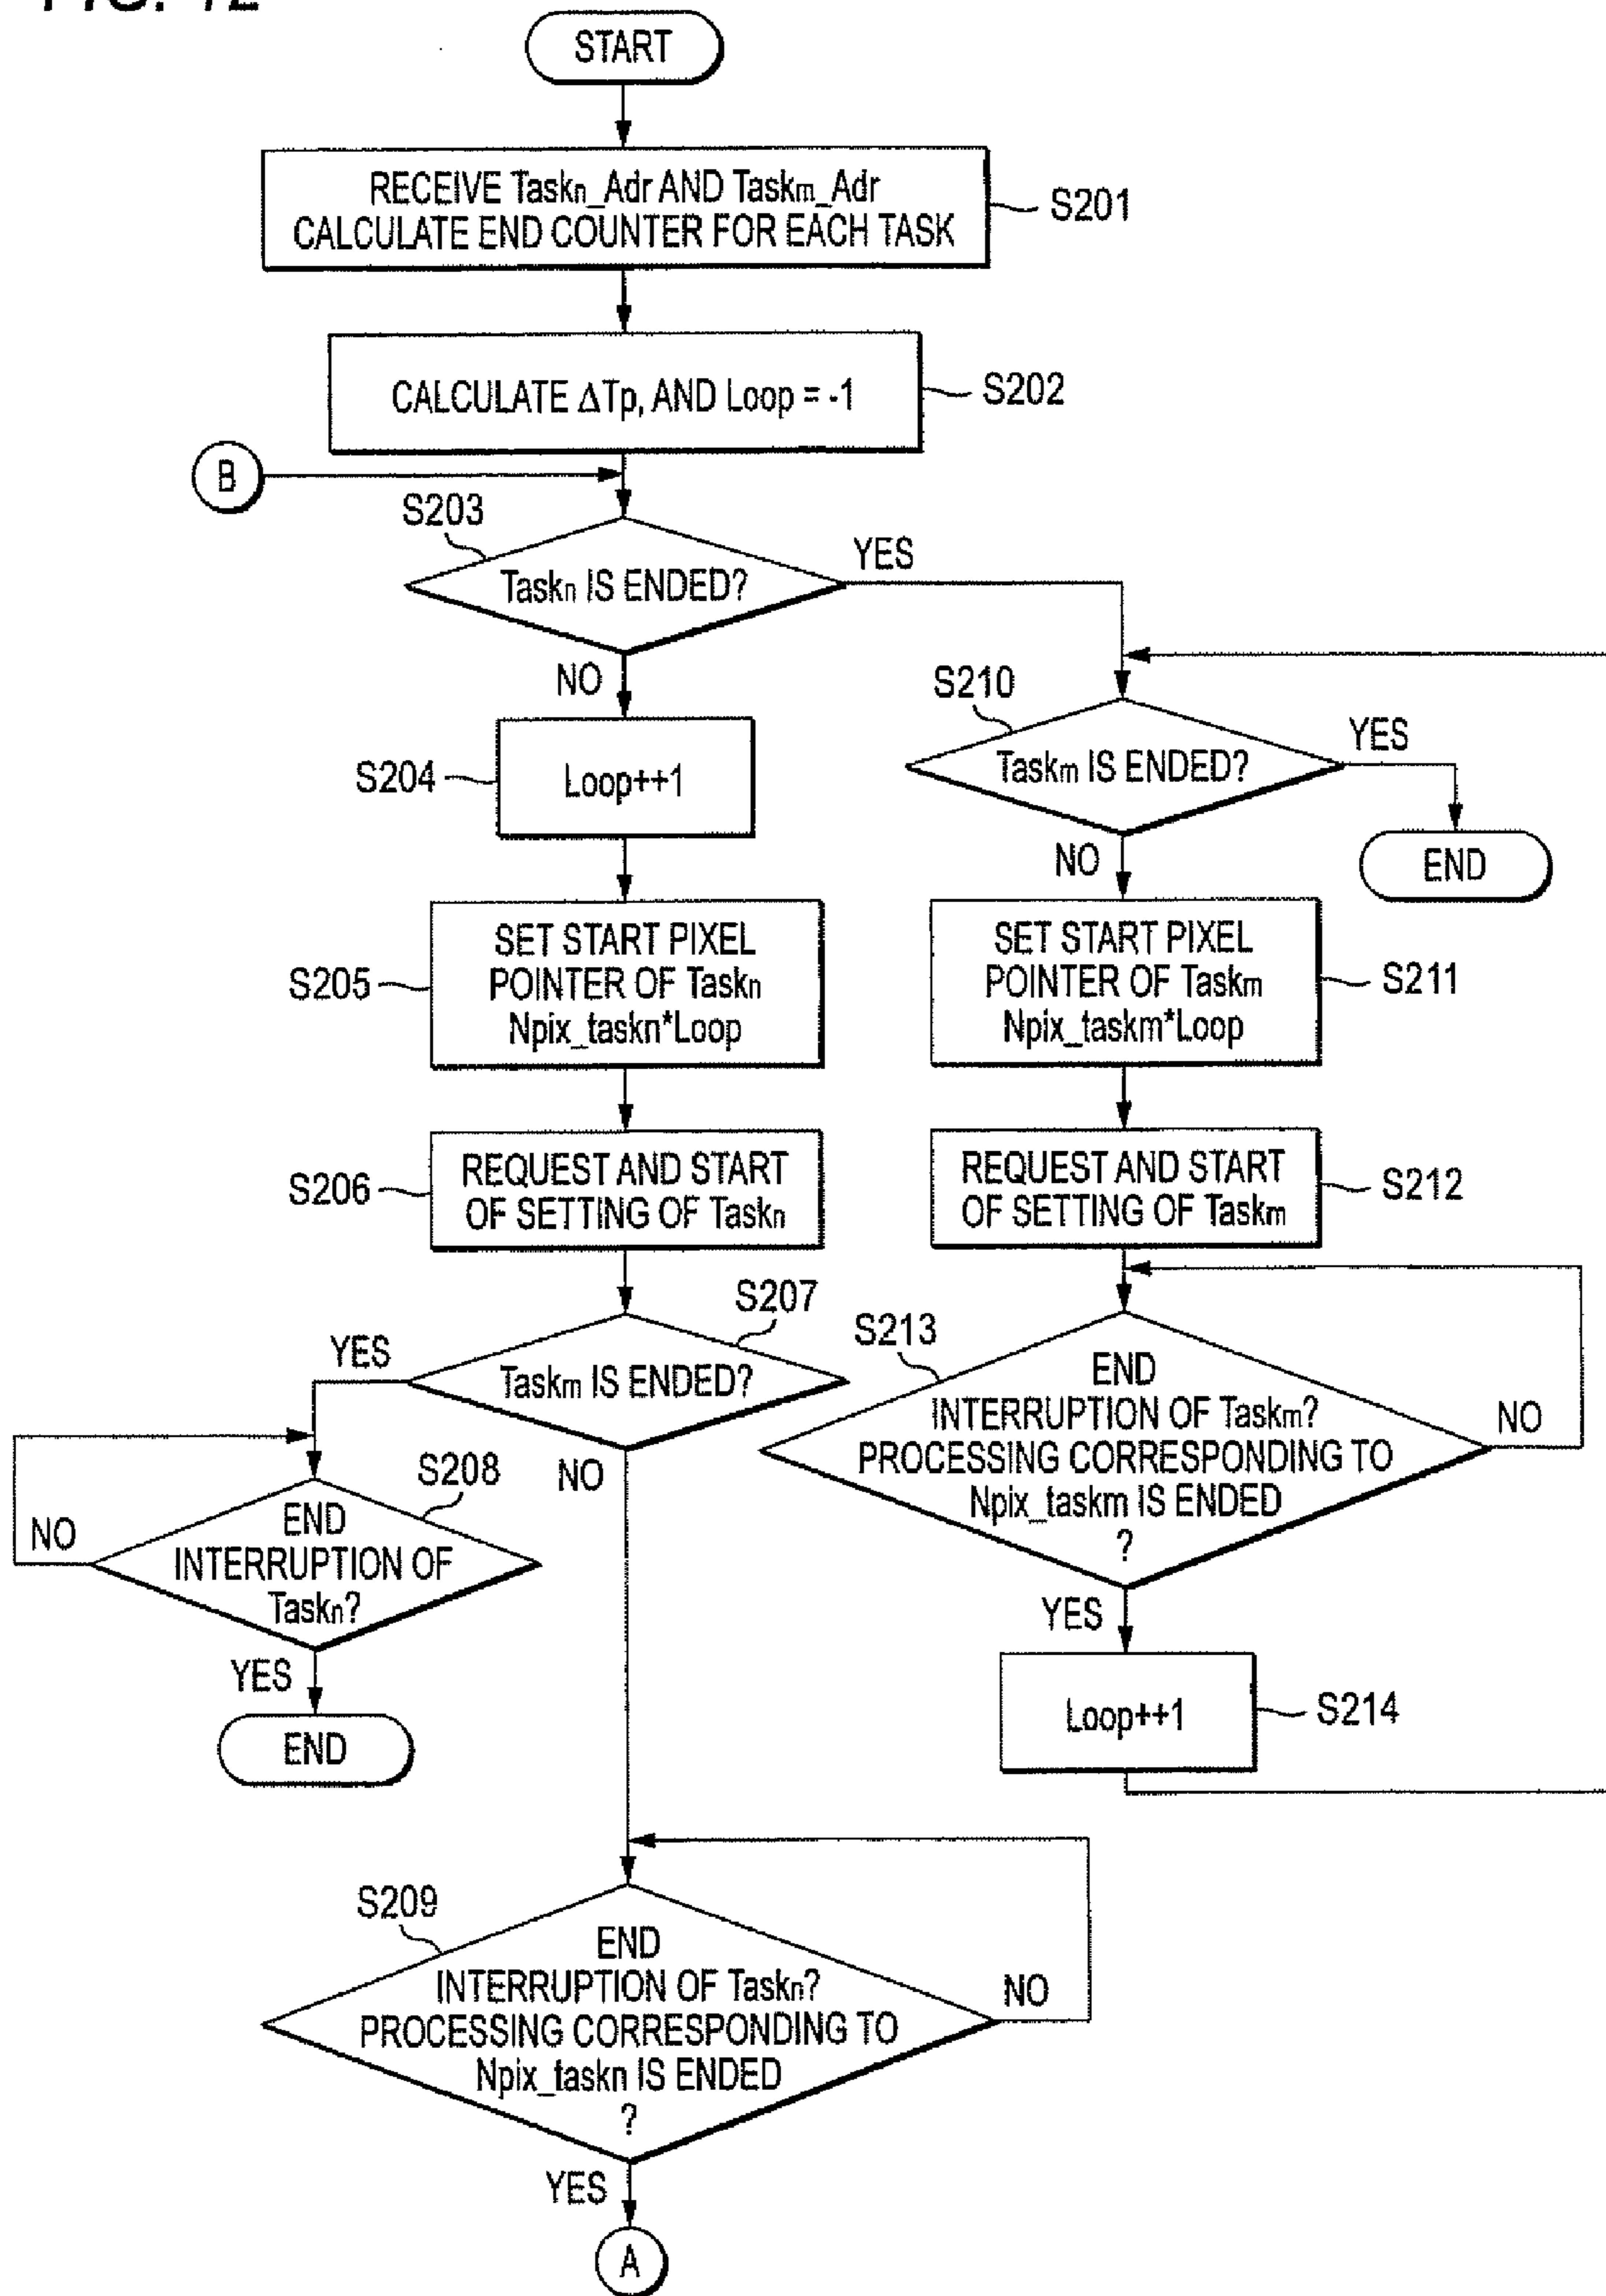 FIG. 12
START
RECEIVE Taskn_Adr AND Taskm_Adr
CALCULATE END COUNTER FOR EACH TASK
S201
CALCULATE ΔTp, AND Loop = -1
S202
B
S203
Taskn IS ENDED?
YES
NO
S204
Loop++1
S205
SET START PIXEL
POINTER OF Taskn
Npix_taskn*Loop
S206
REQUEST AND START
OF SETTING OF Taskn
S207
Taskm IS ENDED?
YES
NO
S208
END
INTERRUPTION OF
Taskn?
NO
YES
END
S209
END
INTERRUPTION OF Taskn?
PROCESSING CORRESPONDING TO
Npix_taskn IS ENDED
?
NO
YES
A
S210
Taskm IS ENDED?
YES
END
NO
SET START PIXEL
POINTER OF Taskm
Npix_taskm*Loop
S211
REQUEST AND START
OF SETTING OF Taskm
S212
S213
END
INTERRUPTION OF Taskm?
PROCESSING CORRESPONDING TO
Npix_taskm IS ENDED
?
NO
YES
Loop++1
S214